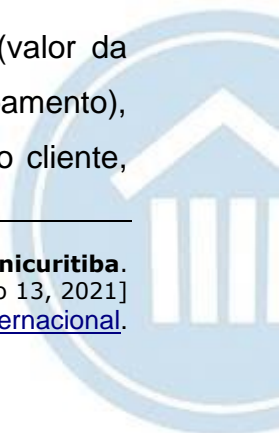 (valor da
amento),
o cliente,
nicuritiba.
o 13, 2021]
ernacional.